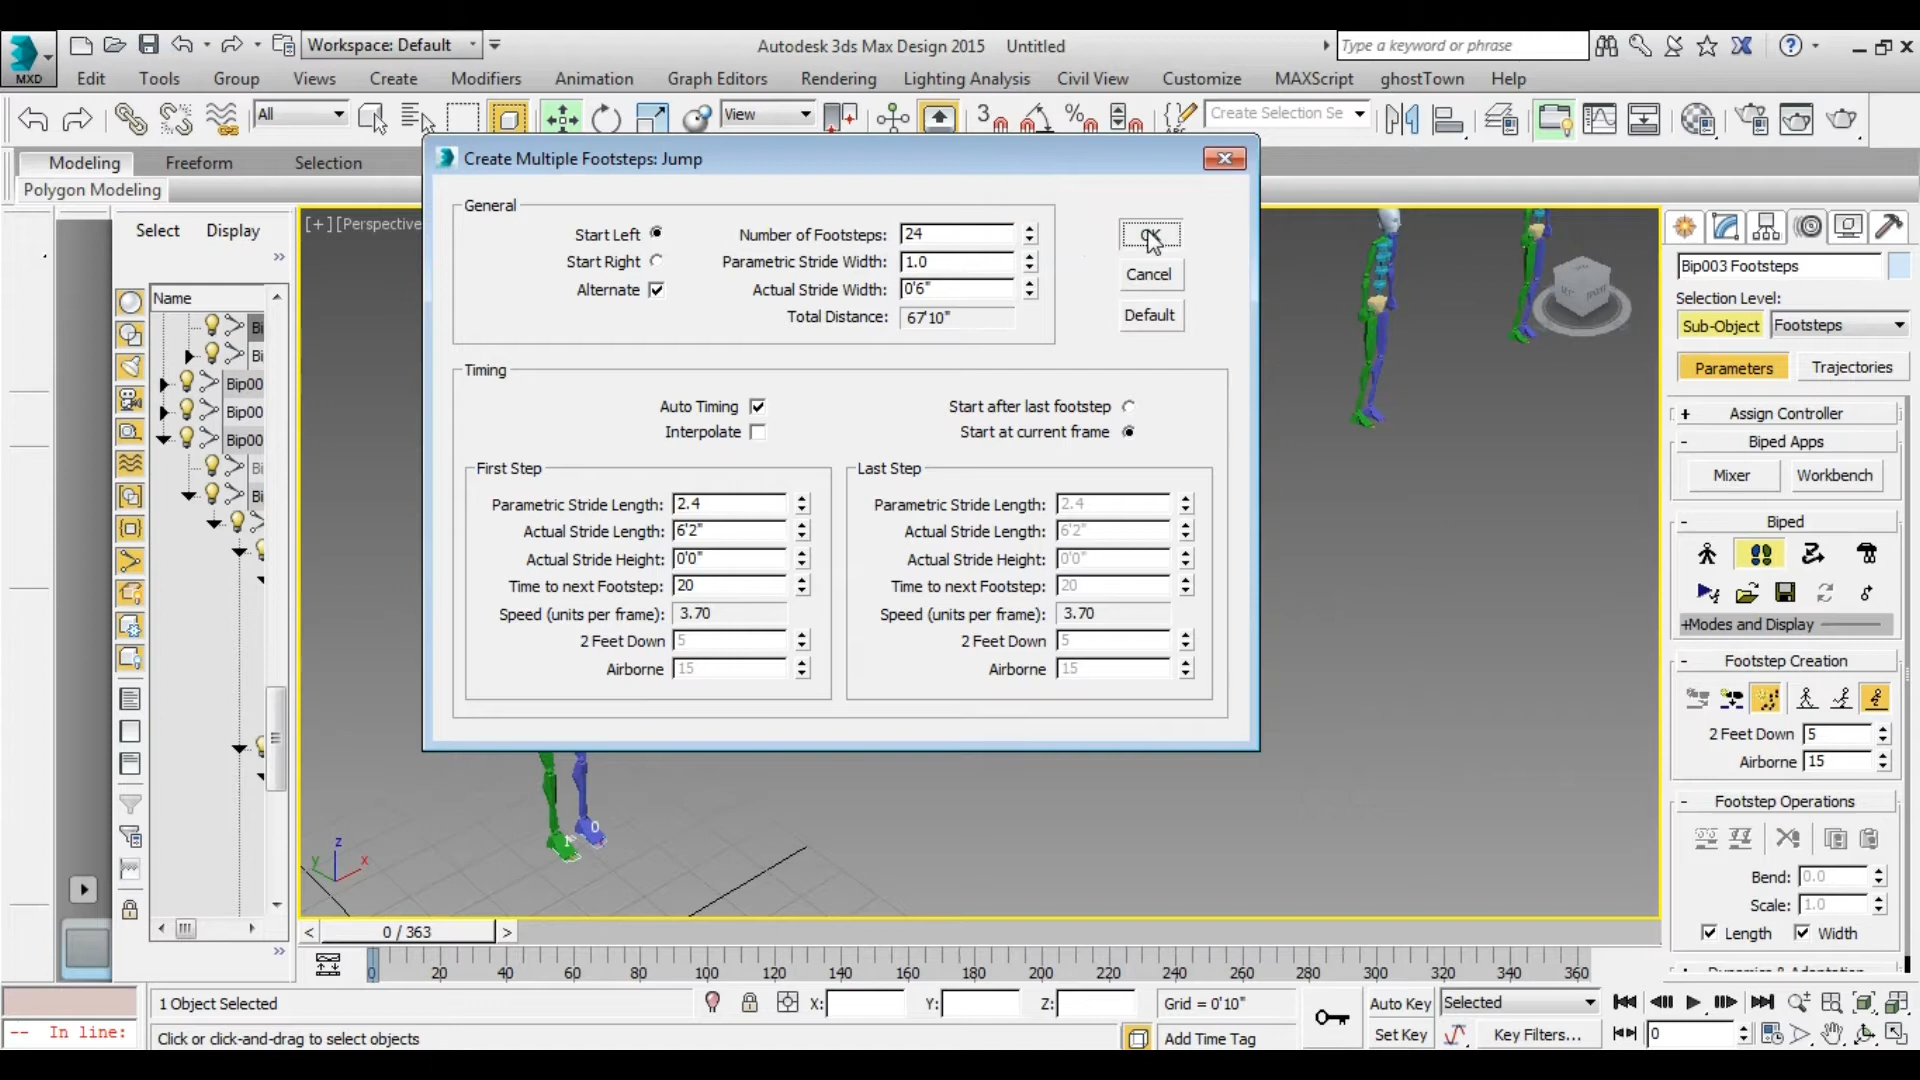 Workspace: Default
Autodesk 3ds Max Design 2015 Untitled
Type a keyword or phrase
MXD
Edit Tools Group Views Create Modifiers Animation Graph Editors Rendering Lighting Analysis Civil View Customize MAXScript ghostTown Help
All
View
3
Create Selection Se
Modeling Freeform Selection
Polygon Modeling
Select Display
Name
Bi
Bi
Bip00
Bip00
Bip00
Bi
Bi
[+] [Perspective
Create Multiple Footsteps: Jump
General
Start Left
Start Right
Alternate
Number of Footsteps: 24
Parametric Stride Width: 1.0
Actual Stride Width: 0'6"
Total Distance: 67'10"
OK
Cancel
Default
Timing
Auto Timing
Interpolate
Start after last footstep
Start at current frame
First Step
Parametric Stride Length: 2.4
Actual Stride Length: 6'2"
Actual Stride Height: 0'0"
Time to next Footstep: 20
Speed (units per frame): 3.70
2 Feet Down 5
Airborne 15
Last Step
Parametric Stride Length: 2.4
Actual Stride Length: 6'2"
Actual Stride Height: 0'0"
Time to next Footstep: 20
Speed (units per frame): 3.70
2 Feet Down 5
Airborne 15
0
1
z
y x
Bip003 Footsteps
Selection Level:
Sub-Object Footsteps
Parameters Trajectories
+ Assign Controller
- Biped Apps
Mixer Workbench
- Biped
+Modes and Display
- Footstep Creation
2 Feet Down 5
Airborne 15
- Footstep Operations
Bend: 0.0
Scale: 1.0
Length Width
< 0 / 363 >
0 20 40 60 80 100 120 140 160 180 200 220 240 260 280 300 320 340 360
1 Object Selected X: Y: Z: Grid = 0'10" Auto Key Selected
-- In line: Click or click-and-drag to select objects Add Time Tag Set Key Key Filters... 0